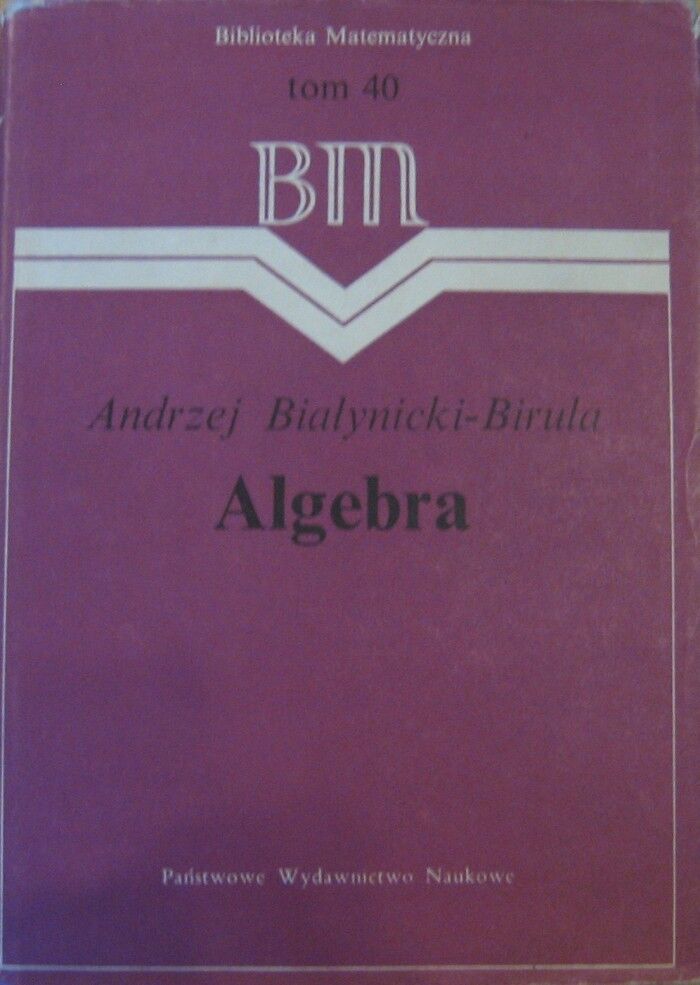 Biblioteka Matematyczna
tom 40
BM
Andrzej Białynicki-Birula
Algebra
Państwowe Wydawnictwo Naukowe